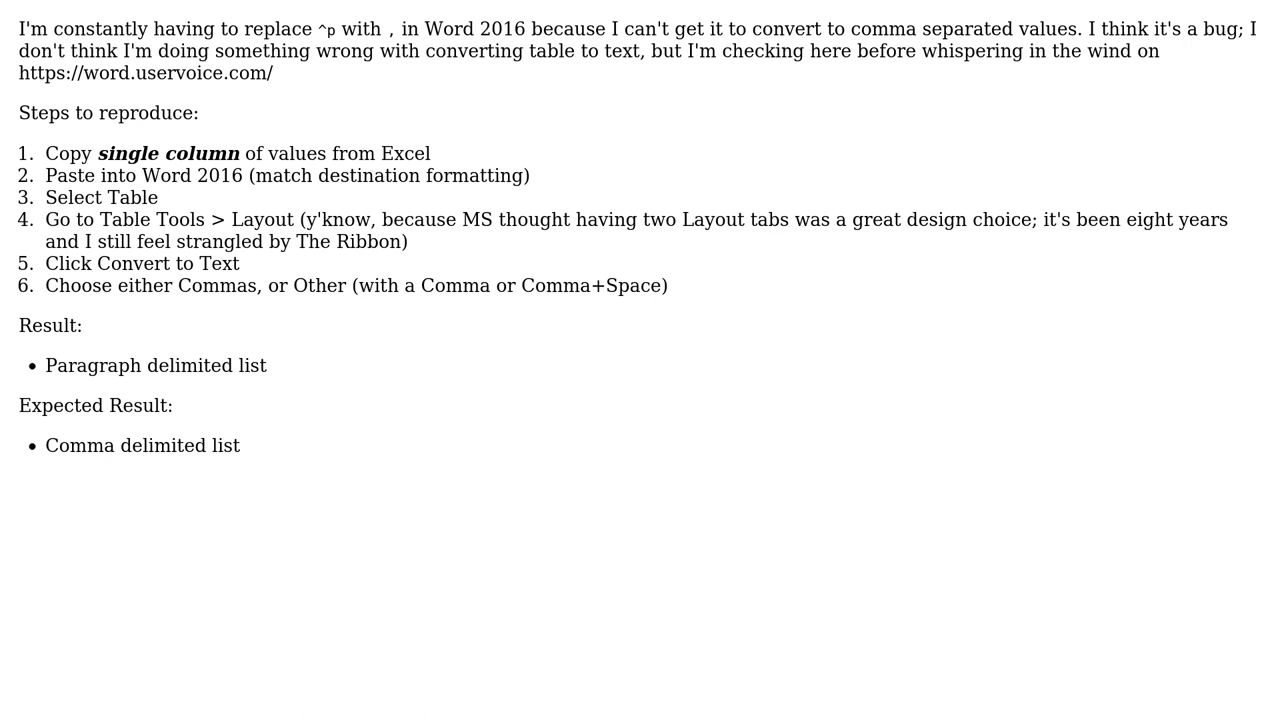 I'm constantly having to replace ^p with , in Word 2016 because I can't get it to convert to comma separated values. I think it's a bug; I
don't think I'm doing something wrong with converting table to text, but I'm checking here before whispering in the wind on
https://word.uservoice.com/
Steps to reproduce:
1. Copy single column of values from Excel
2. Paste into Word 2016 (match destination formatting)
3. Select Table
4. Go to Table Tools > Layout (y'know, because MS thought having two Layout tabs was a great design choice; it's been eight years
and I still feel strangled by The Ribbon)
5. Click Convert to Text
6. Choose either Commas, or Other (with a Comma or Comma+Space)
Result:
• Paragraph delimited list
Expected Result:
• Comma delimited list